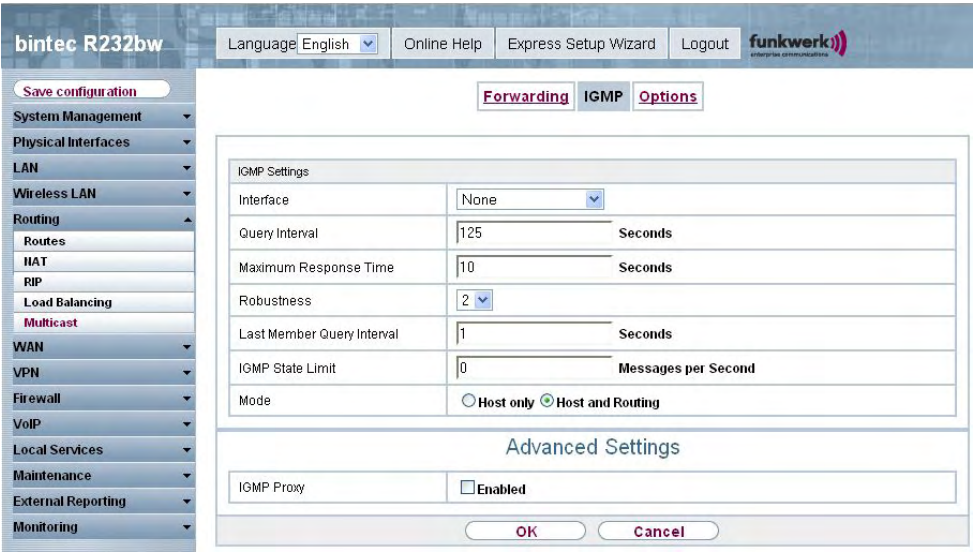 bintec R232bw
Language English Online Help Express Setup Wizard Logout funkwerk
enterprise communications
Save configuration
System Management
Physical Interfaces
LAN
Wireless LAN
Routing
Routes
NAT
RIP
Load Balancing
Multicast
WAN
VPN
Firewall
VoIP
Local Services
Maintenance
External Reporting
Monitoring
Forwarding IGMP Options
IGMP Settings
Interface None
Query Interval 125 Seconds
Maximum Response Time 10 Seconds
Robustness 2
Last Member Query Interval 1 Seconds
IGMP State Limit 0 Messages per Second
Mode Host only Host and Routing
Advanced Settings
IGMP Proxy Enabled
OK Cancel